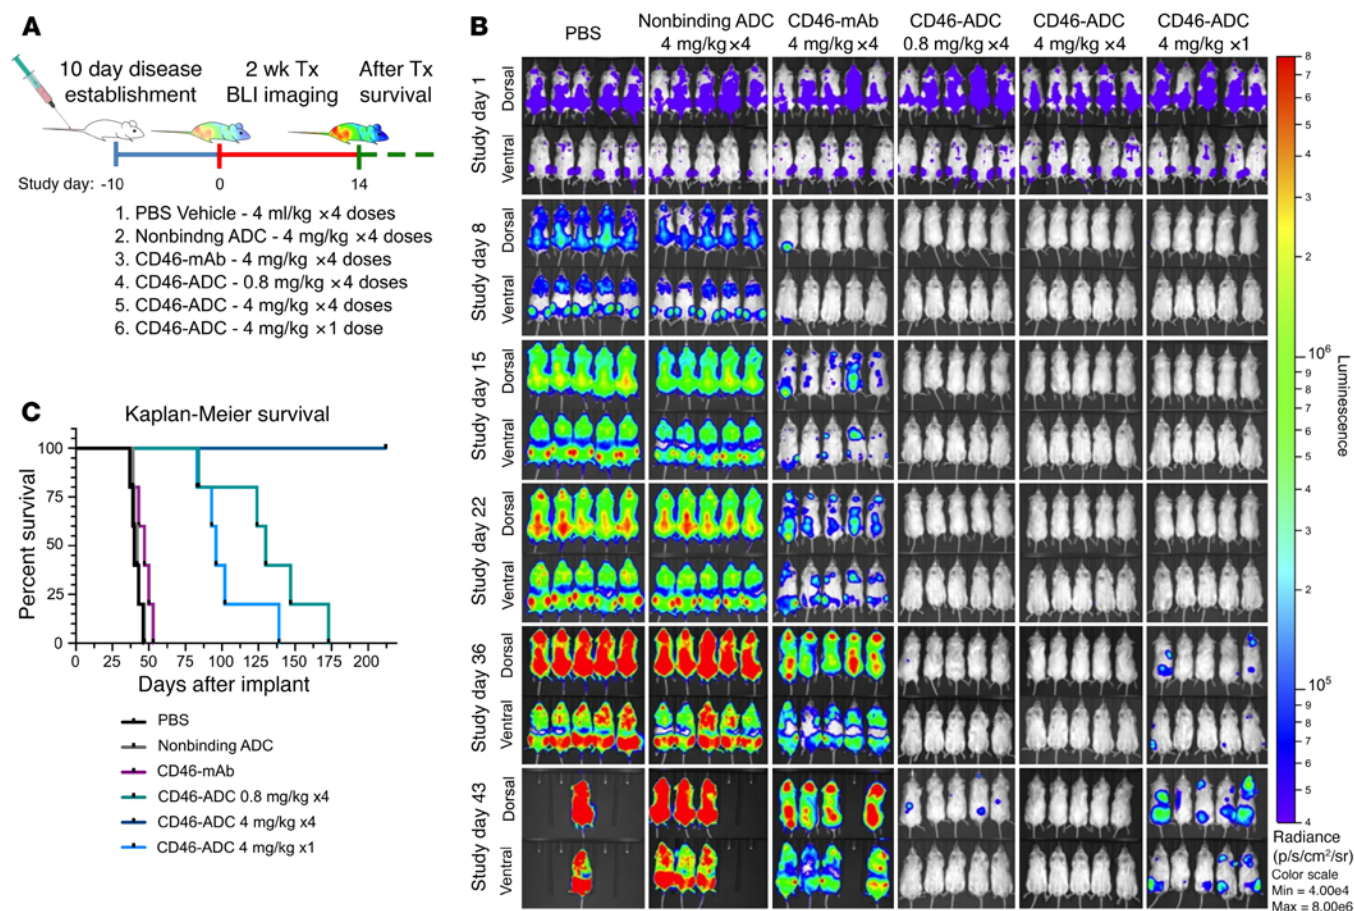 A
10 day disease
establishment
2 wk Tx
BLI imaging
After Tx
survival
Study day: -10
0
14
1. PBS Vehicle - 4 ml/kg ×4 doses
2. Nonbindng ADC - 4 mg/kg ×4 doses
3. CD46-mAb - 4 mg/kg ×4 doses
4. CD46-ADC - 0.8 mg/kg ×4 doses
5. CD46-ADC - 4 mg/kg ×4 doses
6. CD46-ADC - 4 mg/kg ×1 dose
B
PBS
Nonbinding ADC
4 mg/kg ×4
CD46-mAb
4 mg/kg ×4
CD46-ADC
0.8 mg/kg ×4
CD46-ADC
4 mg/kg ×4
CD46-ADC
4 mg/kg ×1
Study day 1
Dorsal
Ventral
Study day 8
Dorsal
Ventral
Study day 15
Dorsal
Ventral
Study day 22
Dorsal
Ventral
Study day 36
Dorsal
Ventral
Study day 43
Dorsal
Ventral
8
7
6
5
4
3
2
10⁶
9
8
7
6
5
4
3
2
10⁵
9
8
7
6
5
4
Luminescence
Radiance
(p/s/cm²/sr)
Color scale
Min = 4.00e4
Max = 8.00e6
C
Kaplan-Meier survival
Percent survival
100
75
50
25
0
0
25
50
75
100
125
150
175
200
Days after implant
PBS
Nonbinding ADC
CD46-mAb
CD46-ADC 0.8 mg/kg x4
CD46-ADC 4 mg/kg x4
CD46-ADC 4 mg/kg x1